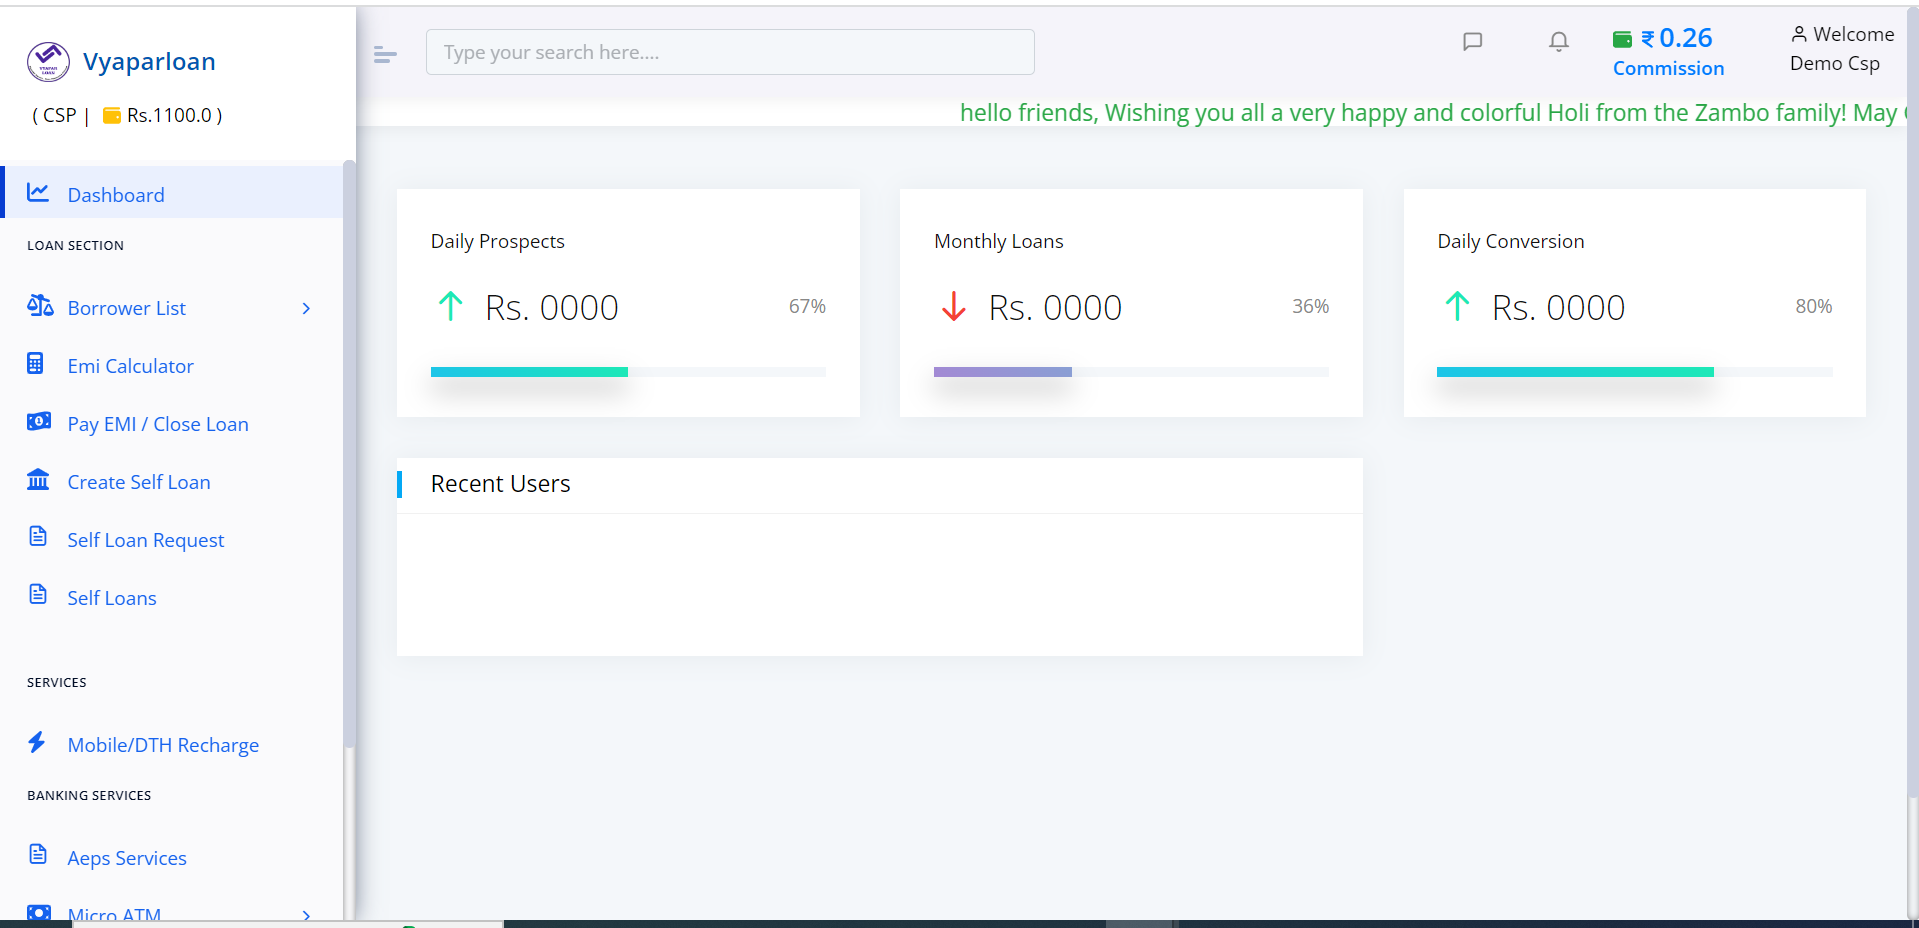 Vyaparloan
( CSP | Rs.1100.0 )
Dashboard
LOAN SECTION
Borrower List
Emi Calculator
Pay EMI / Close Loan
Create Self Loan
Self Loan Request
Self Loans
SERVICES
Mobile/DTH Recharge
BANKING SERVICES
Aeps Services
Micro ATM
Type your search here....
₹ 0.26
Commission
Welcome
Demo Csp
hello friends, Wishing you all a very happy and colorful Holi from the Zambo family! May
Daily Prospects
Rs. 0000
67%
Monthly Loans
Rs. 0000
36%
Daily Conversion
Rs. 0000
80%
Recent Users